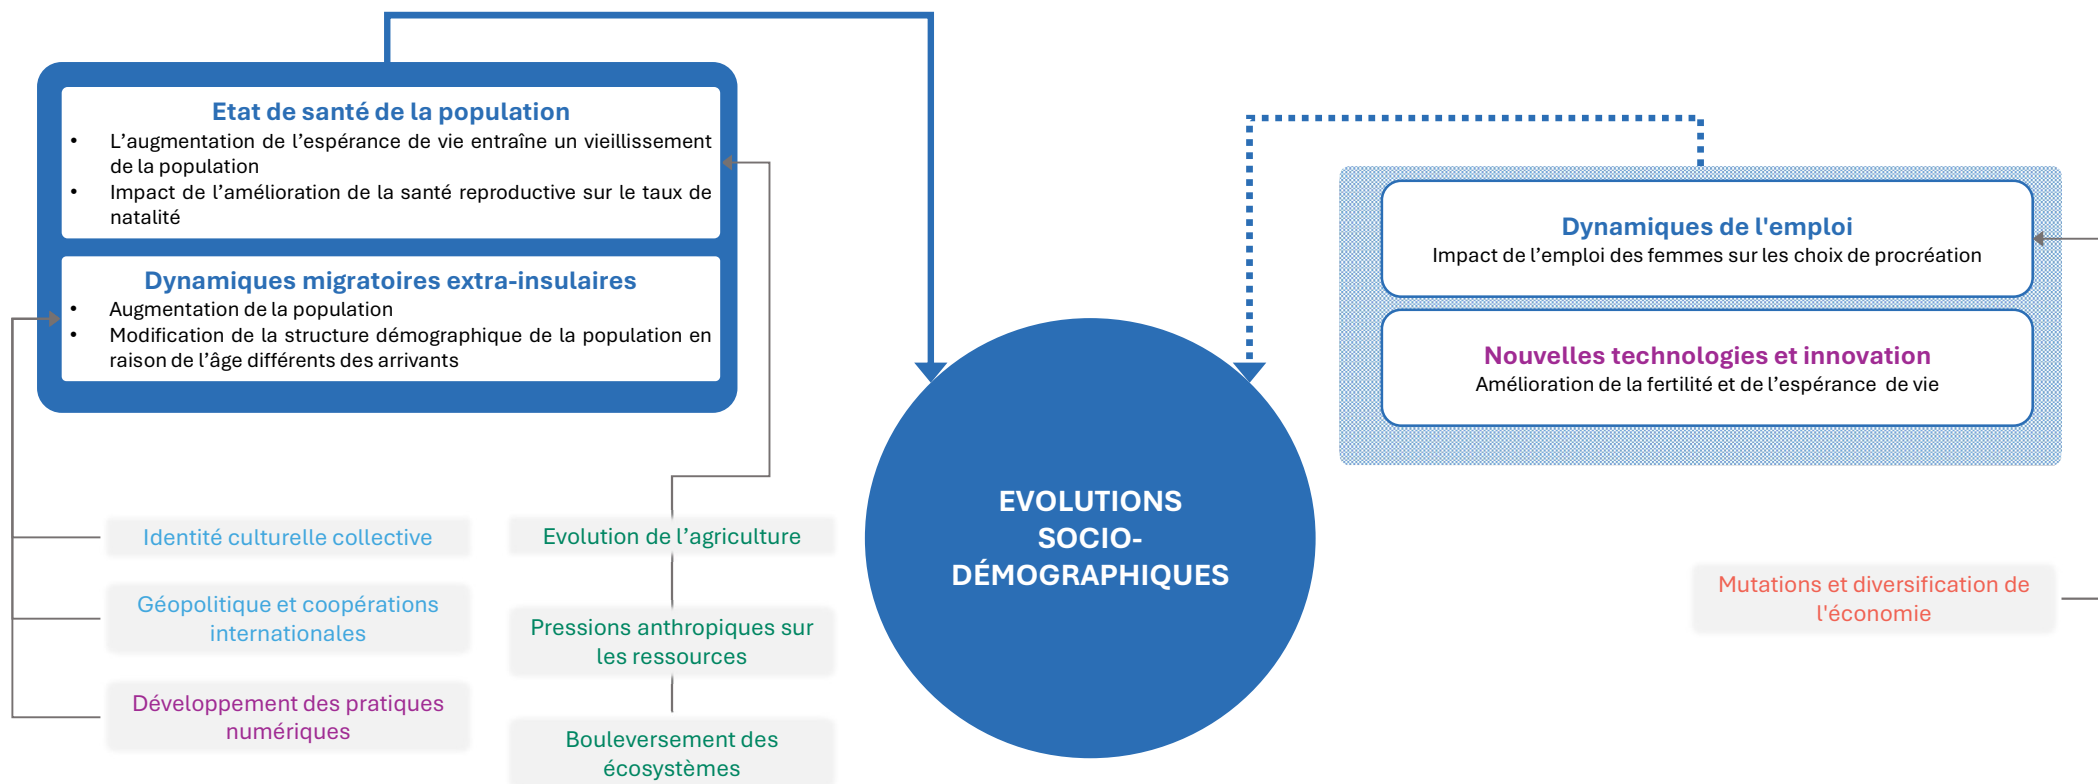 Etat de santé de la population
• L’augmentation de l’espérance de vie entraîne un vieillissement
de la population
• Impact de l’amélioration de la santé reproductive sur le taux de
natalité
Dynamiques migratoires extra-insulaires
• Augmentation de la population
• Modification de la structure démographique de la population en
raison de l’âge différents des arrivants
Dynamiques de l'emploi
Impact de l’emploi des femmes sur les choix de procréation
Nouvelles technologies et innovation
Amélioration de la fertilité et de l’espérance de vie
EVOLUTIONS
SOCIO-
DÉMOGRAPHIQUES
Identité culturelle collective
Géopolitique et coopérations
internationales
Développement des pratiques
numériques
Evolution de l’agriculture
Pressions anthropiques sur
les ressources
Bouleversement des
écosystèmes
Mutations et diversification de
l'économie